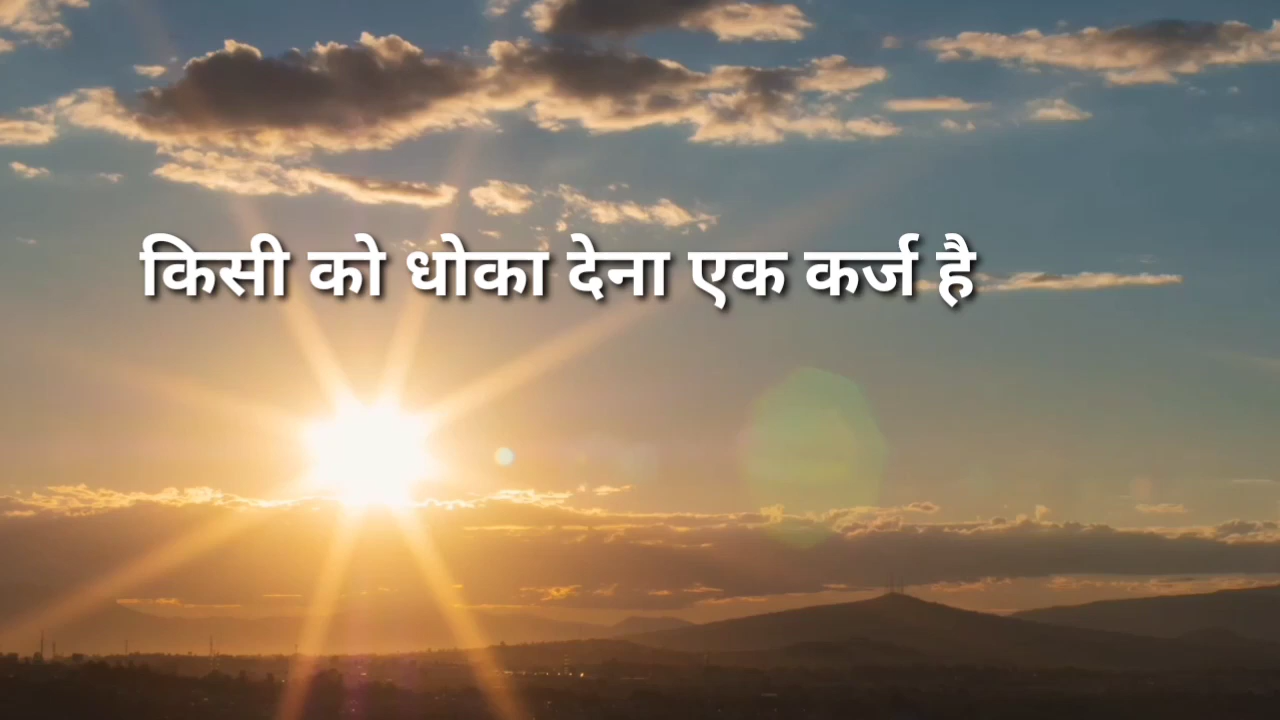 किसी को धोका देना एक कर्ज है